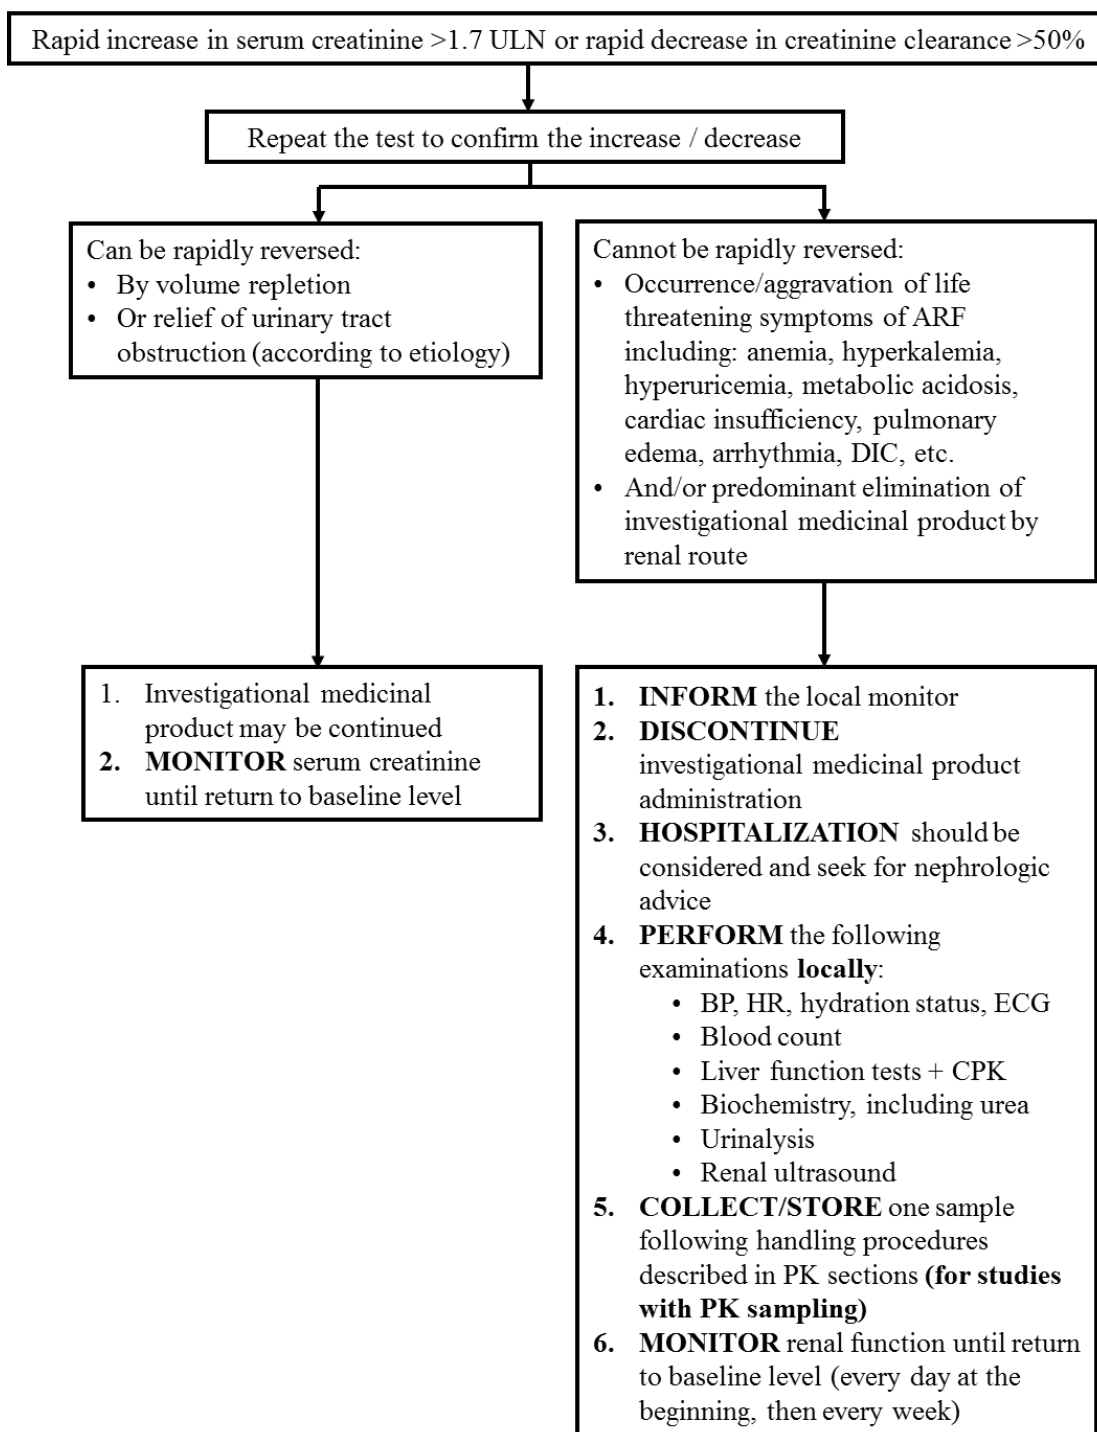 Rapid increase in serum creatinine >1.7 ULN or rapid decrease in creatinine clearance >50%
Repeat the test to confirm the increase / decrease
Can be rapidly reversed:
• By volume repletion
• Or relief of urinary tract
obstruction (according to etiology)
Cannot be rapidly reversed:
• Occurrence/aggravation of life
threatening symptoms of ARF
including: anemia, hyperkalemia,
hyperuricemia, metabolic acidosis,
cardiac insufficiency, pulmonary
edema, arrhythmia, DIC, etc.
• And/or predominant elimination of
investigational medicinal product by
renal route
1. Investigational medicinal
product may be continued
2. MONITOR serum creatinine
until return to baseline level
1. INFORM the local monitor
2. DISCONTINUE
investigational medicinal product
administration
3. HOSPITALIZATION should be
considered and seek for nephrologic
advice
4. PERFORM the following
examinations locally:
• BP, HR, hydration status, ECG
• Blood count
• Liver function tests + CPK
• Biochemistry, including urea
• Urinalysis
• Renal ultrasound
5. COLLECT/STORE one sample
following handling procedures
described in PK sections (for studies
with PK sampling)
6. MONITOR renal function until return
to baseline level (every day at the
beginning, then every week)